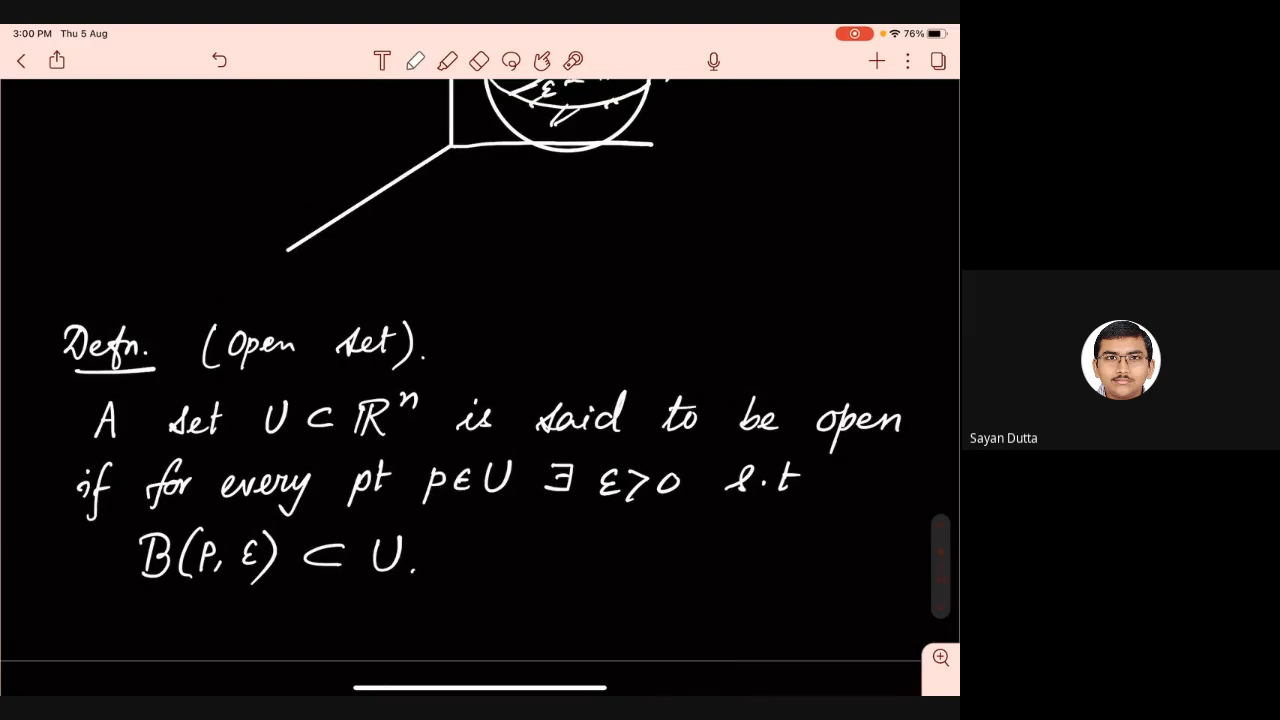 3:00 PM Thu 5 Aug
76%
T
ε
Defn. (Open set).
A set U ⊂ ℝⁿ is said to be open
if for every pt p ∈ U ∃ ε > 0 s.t
B(p, ε) ⊂ U.
Sayan Dutta